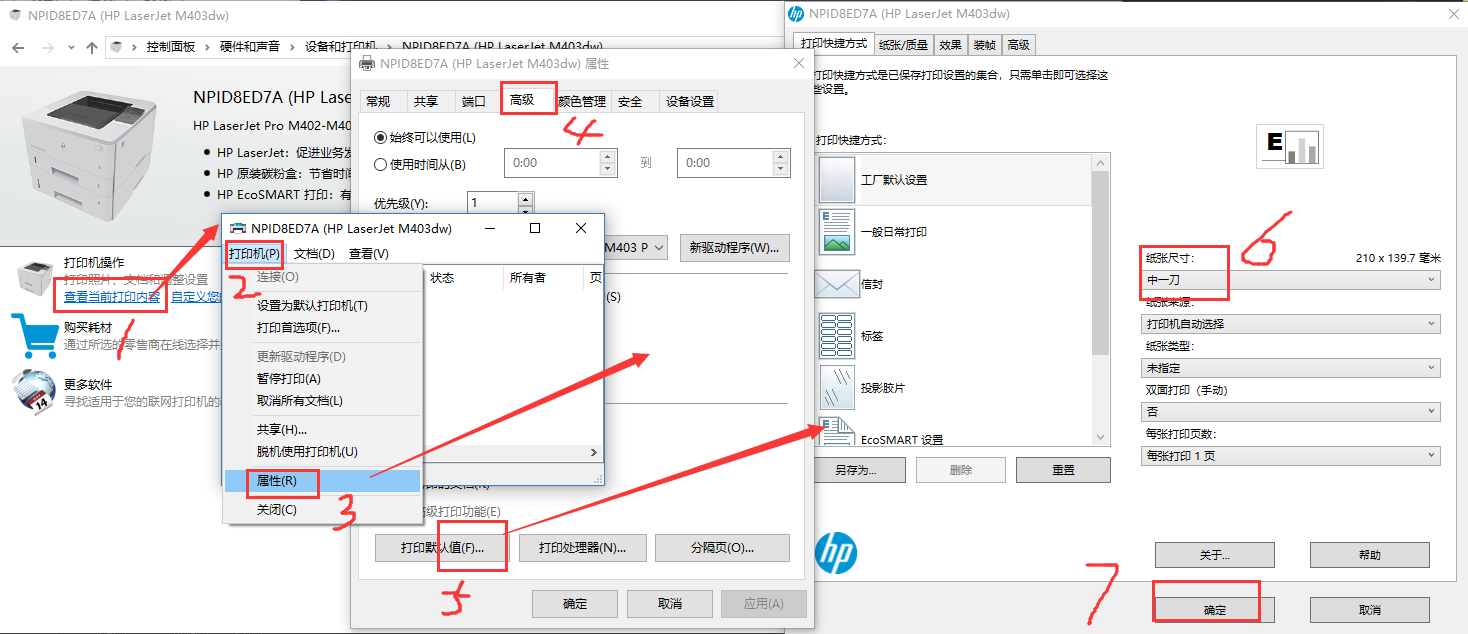 NPID8ED7A (HP LaserJet M403dw)
控制面板 > 硬件和声音 > 设备和打印机 > NPID8ED7A (HP LaserJet M403dw)
NPID8ED7A (HP Lase
HP LaserJet Pro M402-M40
HP LaserJet：促进业务发
HP 原装碳粉盒：节省时间
HP EcoSMART 打印：有
打印机操作
打印照片、文档和调整设置
查看当前打印内容 自定义您
购买耗材
通过所选的零售商在线选择并
更多软件
寻找适用于您的联网打印机的
14
1
NPID8ED7A (HP LaserJet M403dw)
打印机(P) 文档(D) 查看(V)
2
状态 所有者 页
连接(O)
设置为默认打印机(T)
打印首选项(F)...
更新驱动程序(D)
暂停打印(A)
取消所有文档(L)
共享(H)...
脱机使用打印机(U)
属性(R)
关闭(C)
3
NPID8ED7A (HP LaserJet M403dw) 属性
常规 共享 端口 高级 颜色管理 安全 设备设置
4
始终可以使用(L)
使用时间从(B) 0:00 到 0:00
优先级(Y): 1
M403 P 新驱动程序(W)...
(S)
级打印功能(E)
打印默认值(F)... 打印处理器(N)... 分隔页(O)...
5
确定 取消 应用(A)
hp NPID8ED7A (HP LaserJet M403dw)
打印快捷方式 纸张/质量 效果 装帧 高级
打印快捷方式是已保存打印设置的集合，只需单击即可选择这
些设置。
打印快捷方式:
工厂默认设置
E 一般日常打印
信封
标签
投影胶片
E EcoSMART 设置
另存为... 删除 重置
hp
E
6
纸张尺寸: 210 x 139.7 毫米
中一刀
纸张来源:
打印机自动选择
纸张类型:
未指定
双面打印（手动）
否
每张打印页数:
每张打印 1 页
关于... 帮助
7
确定 取消